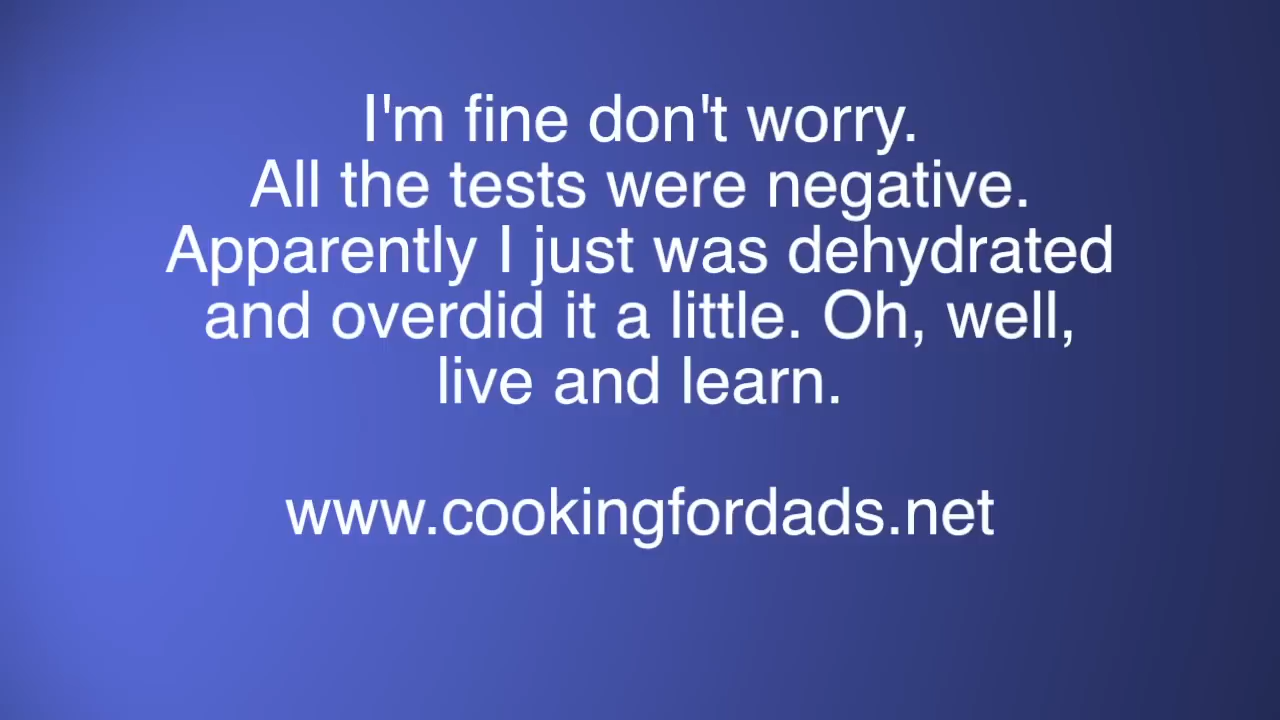 I'm fine don't worry.
All the tests were negative.
Apparently I just was dehydrated
and overdid it a little. Oh, well,
live and learn.
www.cookingfordads.net